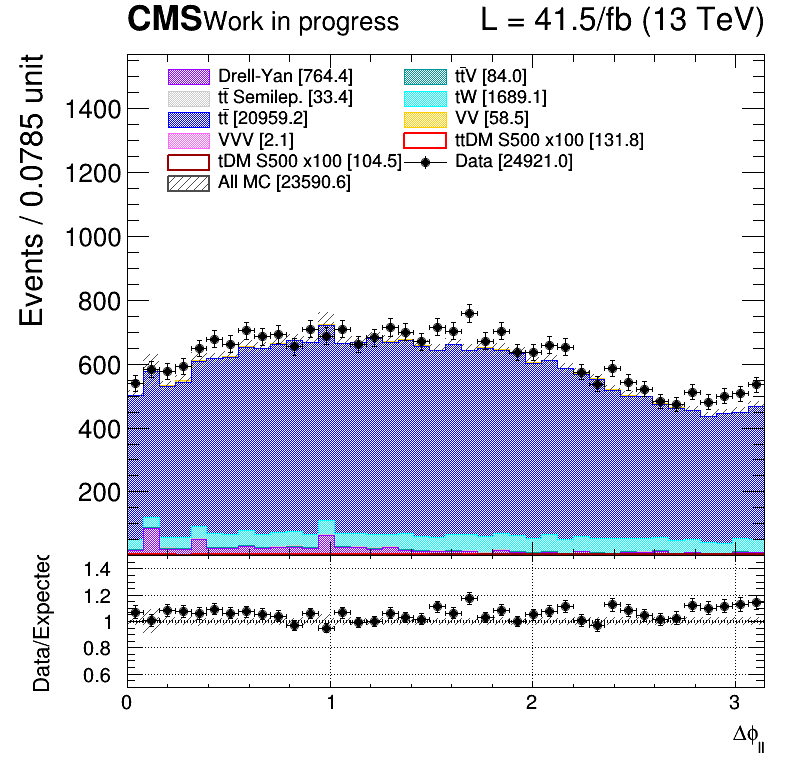 CMS Work in progress L = 41.5/fb (13 TeV)
Events / 0.0785 unit
1400
1200
1000
800
600
400
200
Drell-Yan [764.4] tt̄V [84.0]
tt̄ Semilep. [33.4] tW [1689.1]
tt̄ [20959.2] VV [58.5]
VVV [2.1] ttDM S500 x100 [131.8]
tDM S500 x100 [104.5] Data [24921.0]
All MC [23590.6]
Data/Expected
1.4
1.2
1
0.8
0.6
0 1 2 3
Δϕll